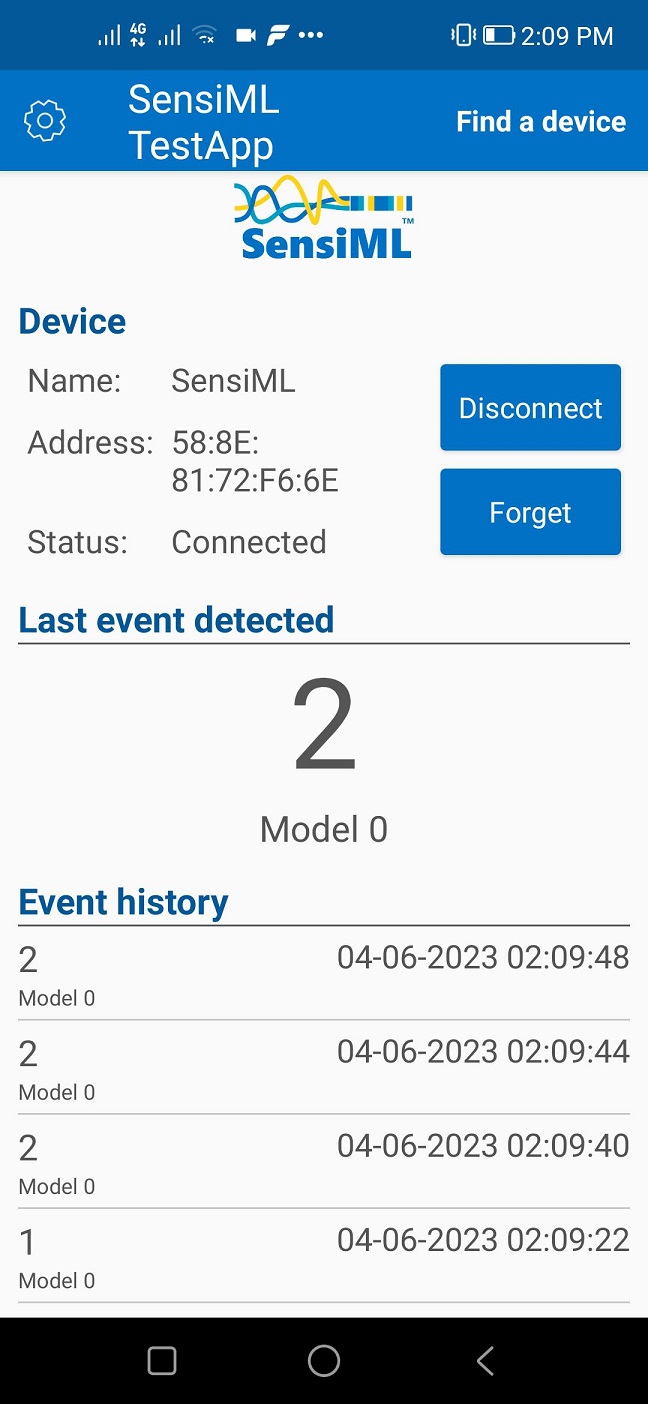 4G
2:09 PM
SensiML
TestApp
Find a device
SensiML™
Device
Name: SensiML
Disconnect
Address: 58:8E:
81:72:F6:6E
Forget
Status: Connected
Last event detected
2
Model 0
Event history
2 04-06-2023 02:09:48
Model 0
2 04-06-2023 02:09:44
Model 0
2 04-06-2023 02:09:40
Model 0
1 04-06-2023 02:09:22
Model 0